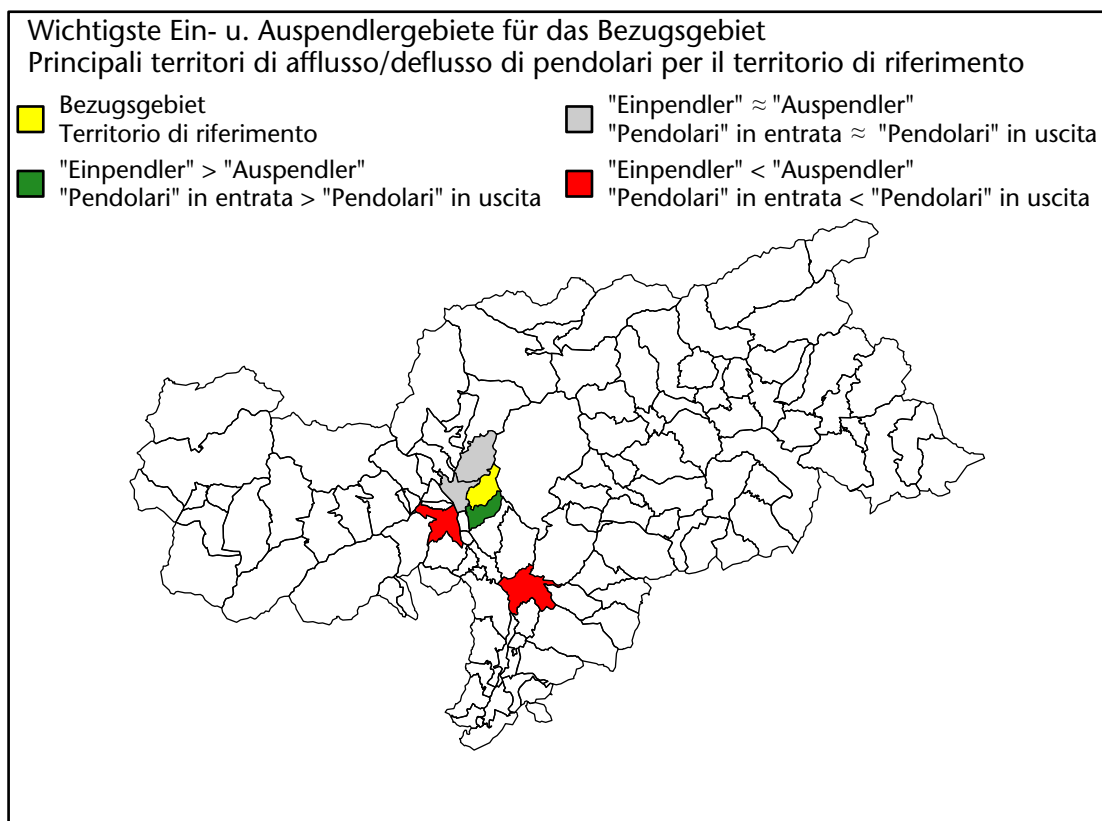 Wichtigste Ein- u. Auspendlergebiete für das Bezugsgebiet
Principali territori di afflusso/deflusso di pendolari per il territorio di riferimento
Bezugsgebiet
Territorio di riferimento
"Einpendler" > "Auspendler"
"Pendolari" in entrata > "Pendolari" in uscita
"Einpendler" ≈ "Auspendler"
"Pendolari" in entrata ≈ "Pendolari" in uscita
"Einpendler" < "Auspendler"
"Pendolari" in entrata < "Pendolari" in uscita